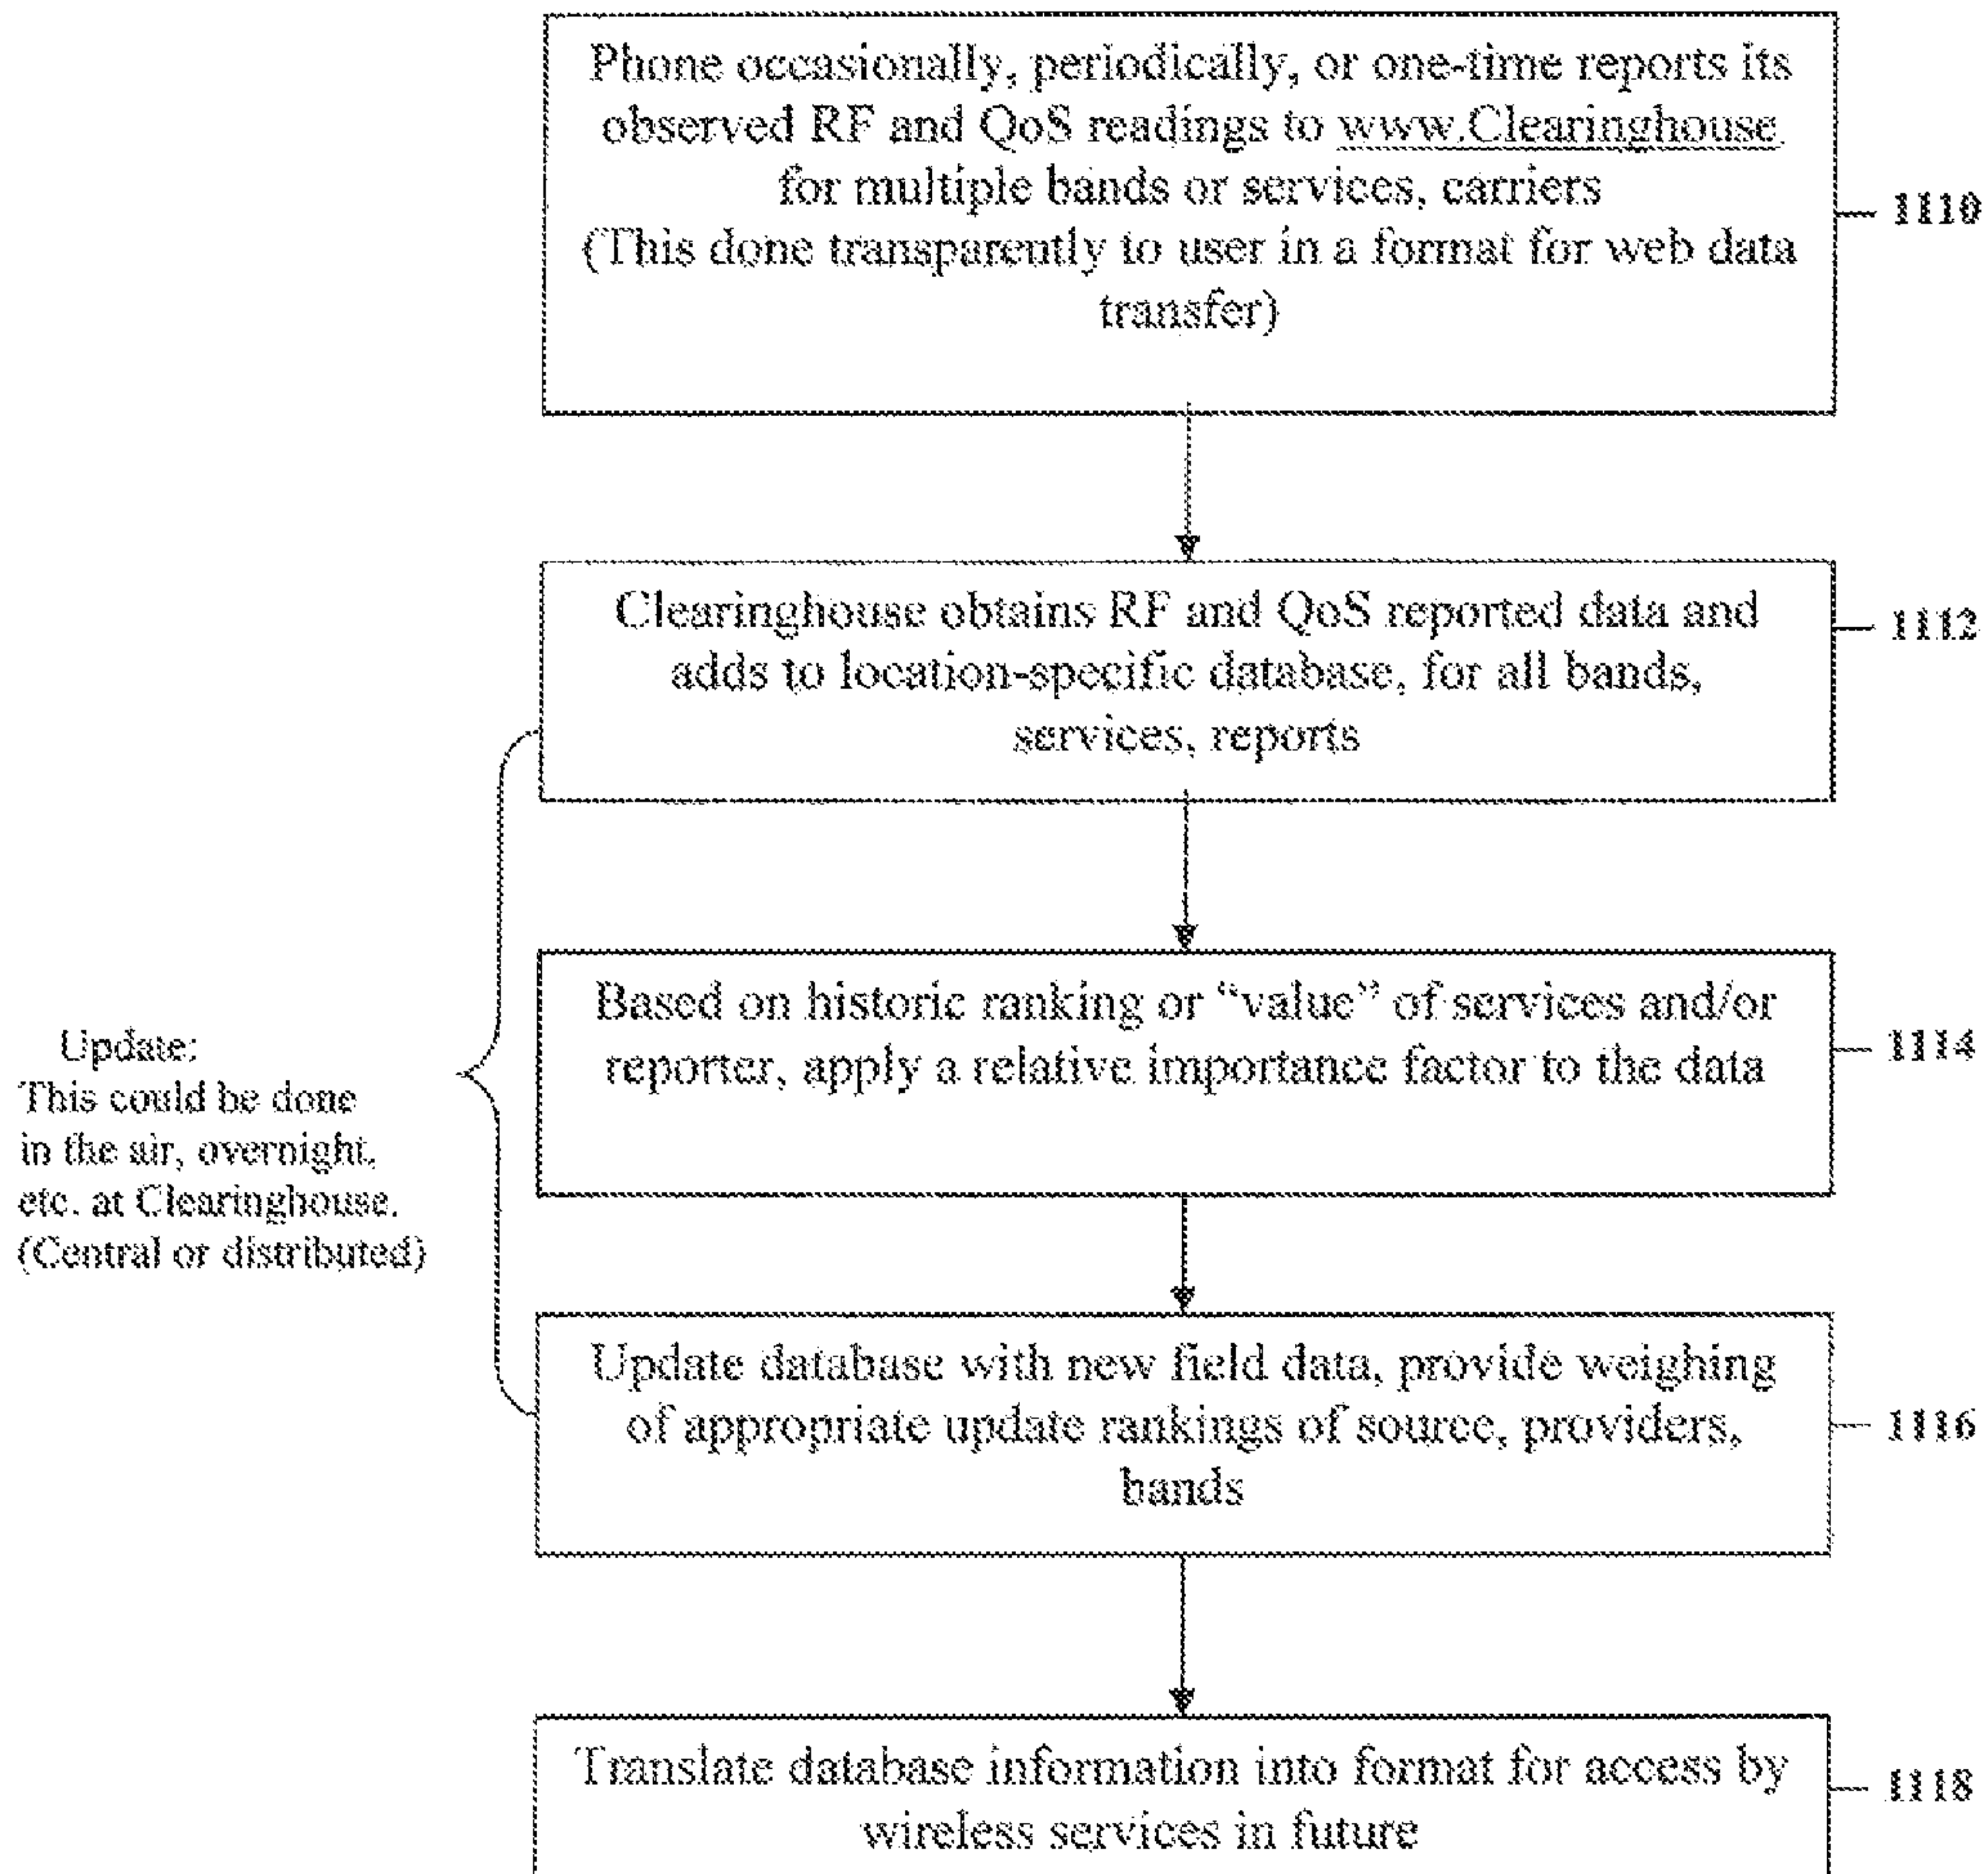 Phone occasionally, periodically, or one-time reports its
observed RF and QoS readings to www.Clearinghouse
for multiple bands or services, carriers
(This done transparently to user in a format for web data
transfer)
1110
Clearinghouse obtains RF and QoS reported data and
adds to location-specific database, for all bands,
services, reports
1112
Based on historic ranking or “value” of services and/or
reporter, apply a relative importance factor to the data
1114
Update:
This could be done
in the air, overnight,
etc. at Clearinghouse.
(Central or distributed)
Update database with new field data, provide weighing
of appropriate update rankings of source, providers,
bands
1116
Translate database information into format for access by
wireless services in future
1118